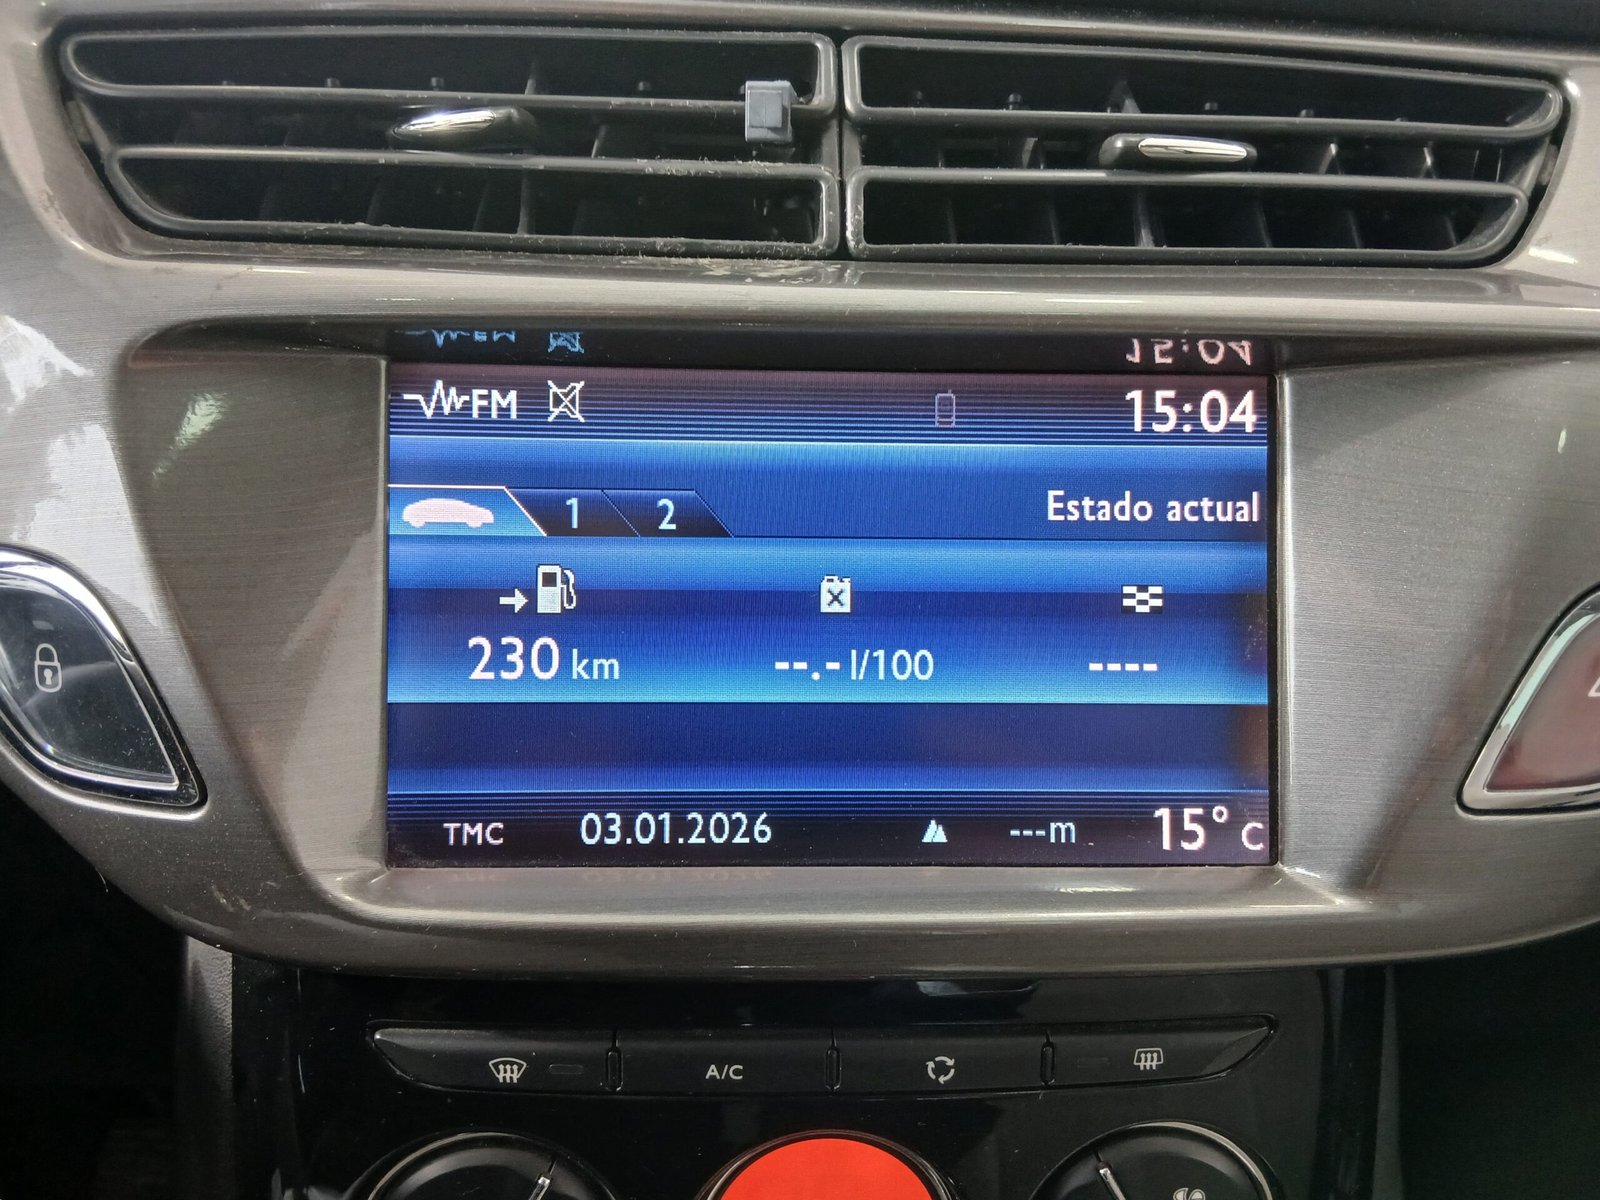 FM 15:04
1 2 Estado actual
230 km --.- l/100 ----
TMC 03.01.2026 ---m 15° C
A/C